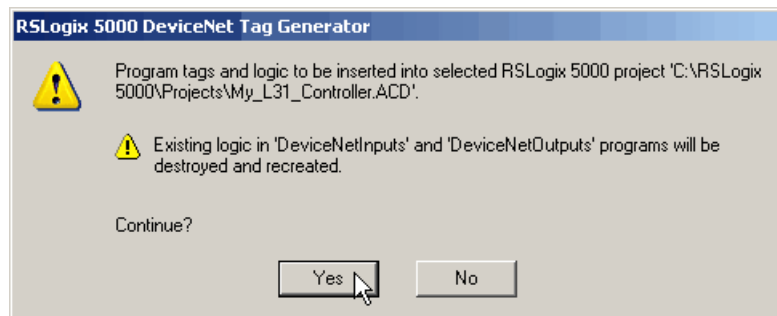 RSLogix 5000 DeviceNet Tag Generator
Program tags and logic to be inserted into selected RSLogix 5000 project 'C:\RSLogix
5000\Projects\My_L31_Controller.ACD'.
Existing logic in 'DeviceNetInputs' and 'DeviceNetOutputs' programs will be
destroyed and recreated.
Continue?
Yes No